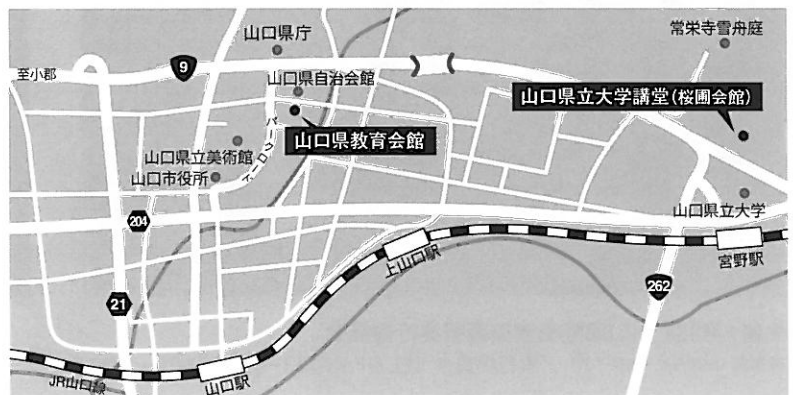 常栄寺雪舟庭
山口県庁
9
至小郡
山口県自治会館
山口県立大学講堂(桜圃会館)
パークロード
山口県教育会館
山口県立美術館
山口市役所
山口県立大学
204
上山口駅
宮野駅
262
21
JR山口線
山口駅